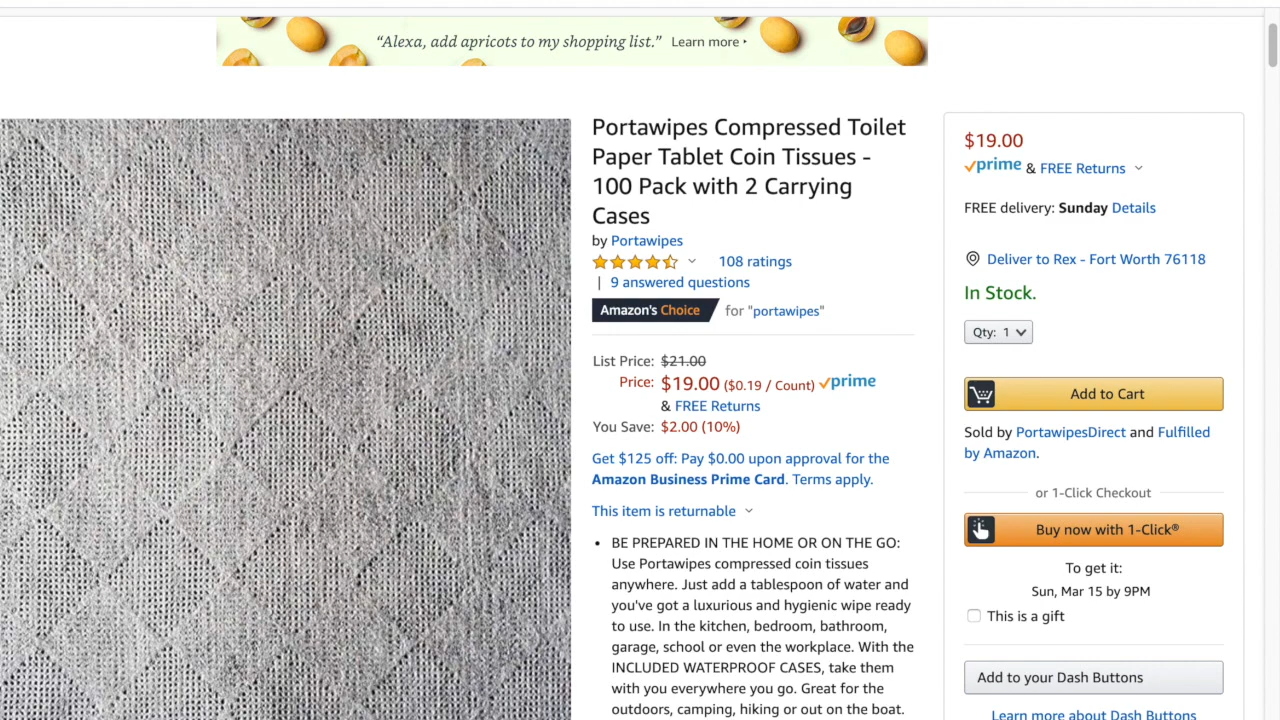 “Alexa, add apricots to my shopping list.” Learn more ▸
Portawipes Compressed Toilet
Paper Tablet Coin Tissues -
100 Pack with 2 Carrying
Cases
by Portawipes
108 ratings
| 9 answered questions
Amazon's Choice for "portawipes"
List Price: $21.00
Price: $19.00 ($0.19 / Count) prime
& FREE Returns
You Save: $2.00 (10%)
Get $125 off: Pay $0.00 upon approval for the
Amazon Business Prime Card. Terms apply.
This item is returnable
• BE PREPARED IN THE HOME OR ON THE GO:
Use Portawipes compressed coin tissues
anywhere. Just add a tablespoon of water and
you've got a luxurious and hygienic wipe ready
to use. In the kitchen, bedroom, bathroom,
garage, school or even the workplace. With the
INCLUDED WATERPROOF CASES, take them
with you everywhere you go. Great for the
outdoors, camping, hiking or out on the boat.
$19.00
prime & FREE Returns
FREE delivery: Sunday Details
Deliver to Rex - Fort Worth 76118
In Stock.
Qty: 1
Add to Cart
Sold by PortawipesDirect and Fulfilled
by Amazon.
or 1-Click Checkout
Buy now with 1-Click®
To get it:
Sun, Mar 15 by 9PM
This is a gift
Add to your Dash Buttons
Learn more about Dash Buttons